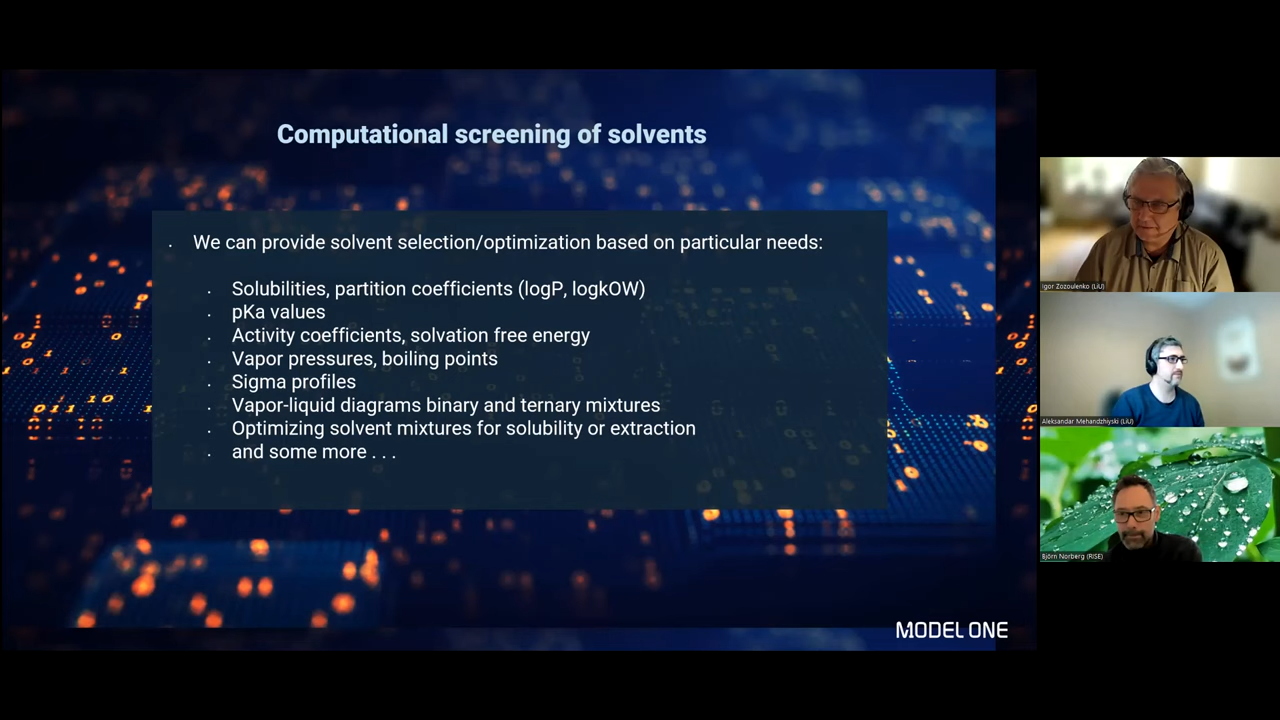 Computational screening of solvents
· We can provide solvent selection/optimization based on particular needs:
· Solubilities, partition coefficients (logP, logkOW)
· pKa values
· Activity coefficients, solvation free energy
· Vapor pressures, boiling points
· Sigma profiles
· Vapor-liquid diagrams binary and ternary mixtures
· Optimizing solvent mixtures for solubility or extraction
· and some more . . .
MODEL ONE
Igor Zozoulenko (LiU)
Aleksandar Mehandzhiyski (LiU)
Björn Norberg (RISE)